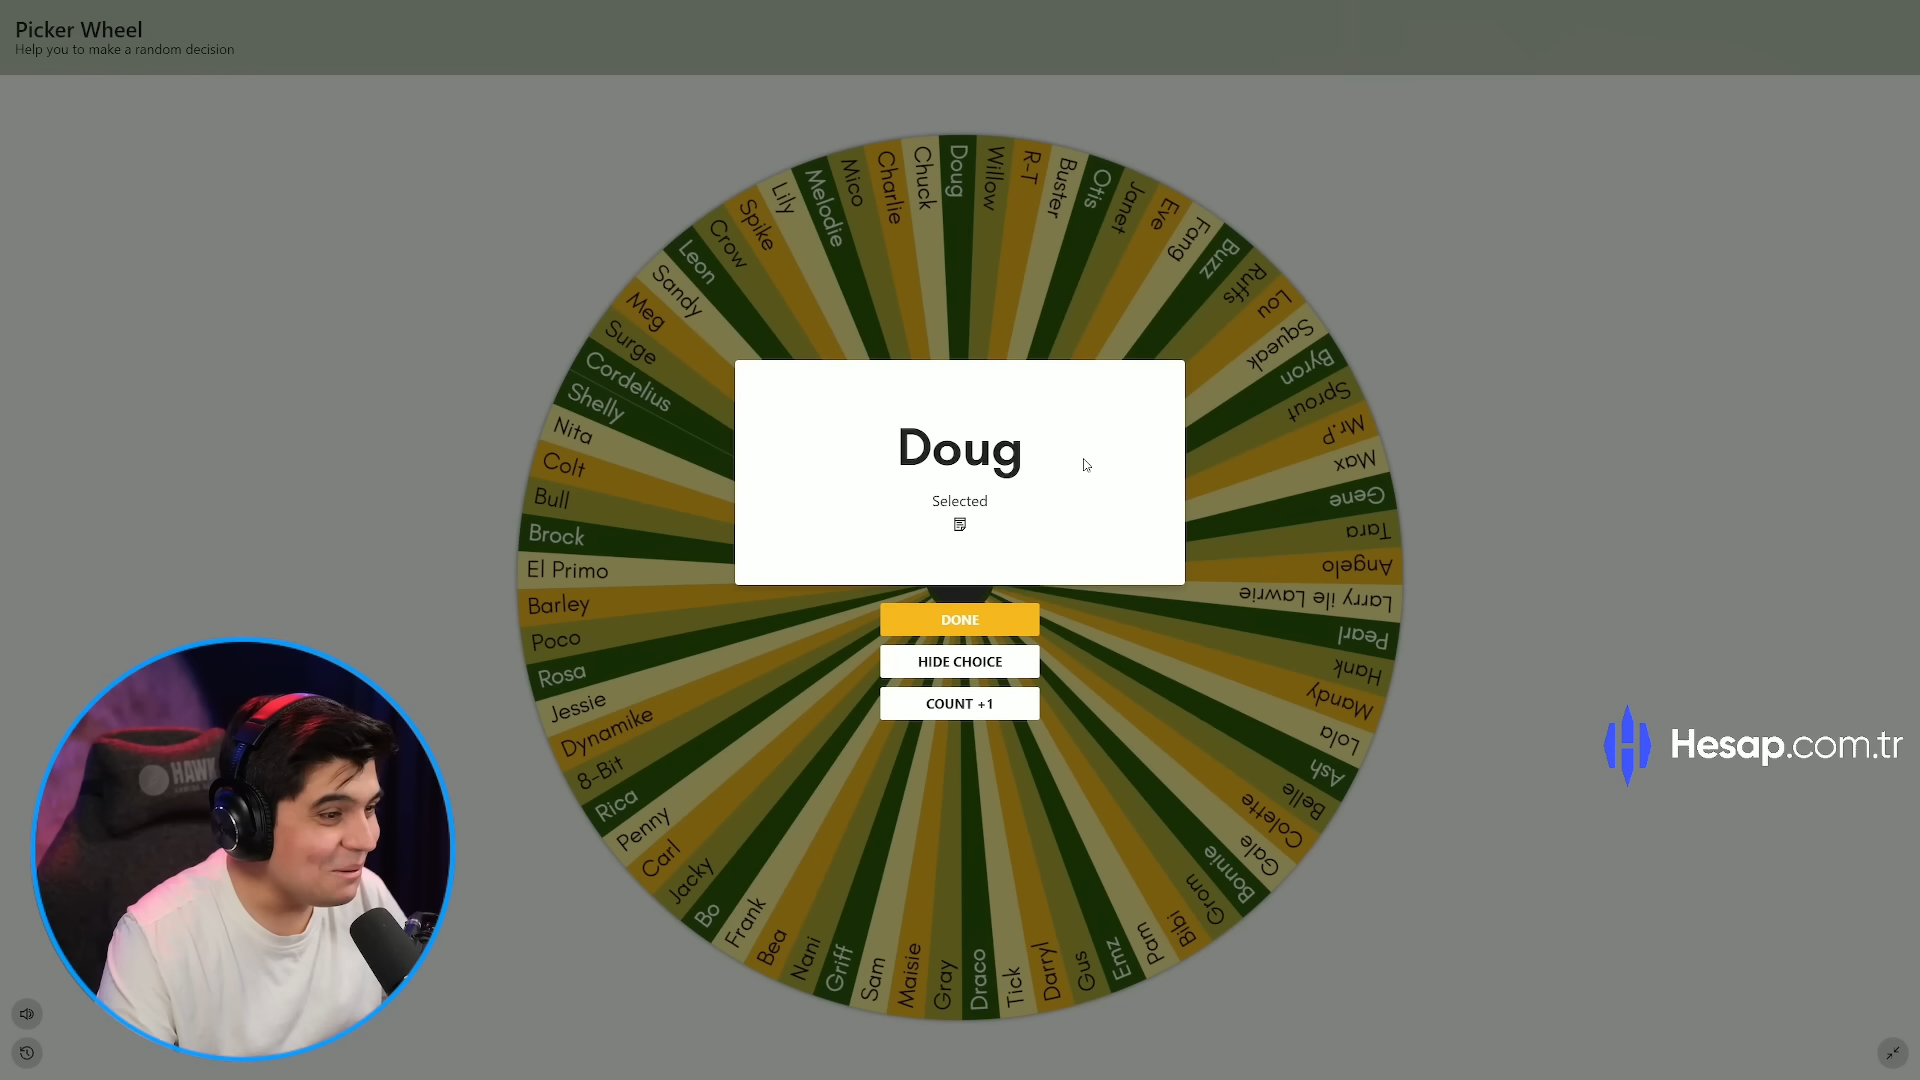 Picker Wheel
Help you to make a random decision
Doug
Willow
R-T
Buster
Otis
Janet
Eve
Fang
Buzz
Ruffs
Lou
Squeak
Byron
Sprout
Mr.P
Max
Gene
Tara
Angelo
Larry ile Lawrie
Pearl
Hank
Mandy
Lola
Ash
Belle
Colette
Gale
Bonnie
Grom
Bibi
Pam
Emz
Gus
Darryl
Tick
Draco
Gray
Maisie
Sam
Griff
Nani
Bea
Frank
Bo
Jacky
Carl
Penny
Rica
8-Bit
Dynamike
Jessie
Rosa
Poco
Barley
El Primo
Brock
Bull
Colt
Nita
Shelly
Cordelius
Surge
Meg
Sandy
Leon
Crow
Spike
Lily
Melodie
Mico
Charlie
Chuck
Doug
Selected
DONE
HIDE CHOICE
COUNT +1
HAWK
Hesap.com.tr